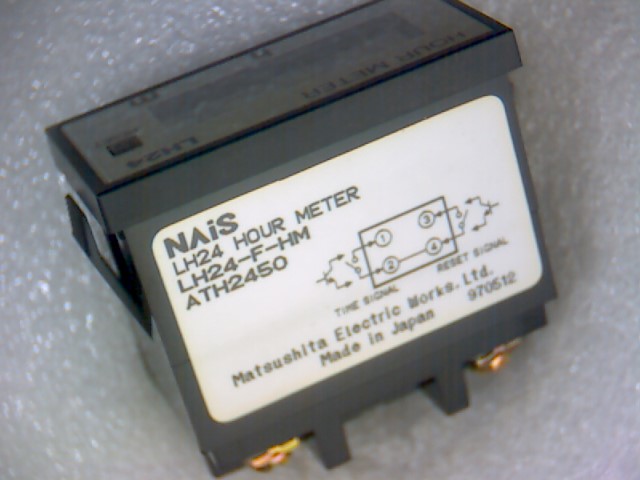 HOUR METER
h
m
LH24
NAiS
LH24 HOUR METER
LH24-F-HM
ATH2450
1
2
3
4
TIME SIGNAL
RESET SIGNAL
Matsushita Electric Works.Ltd.
Made in Japan
970512